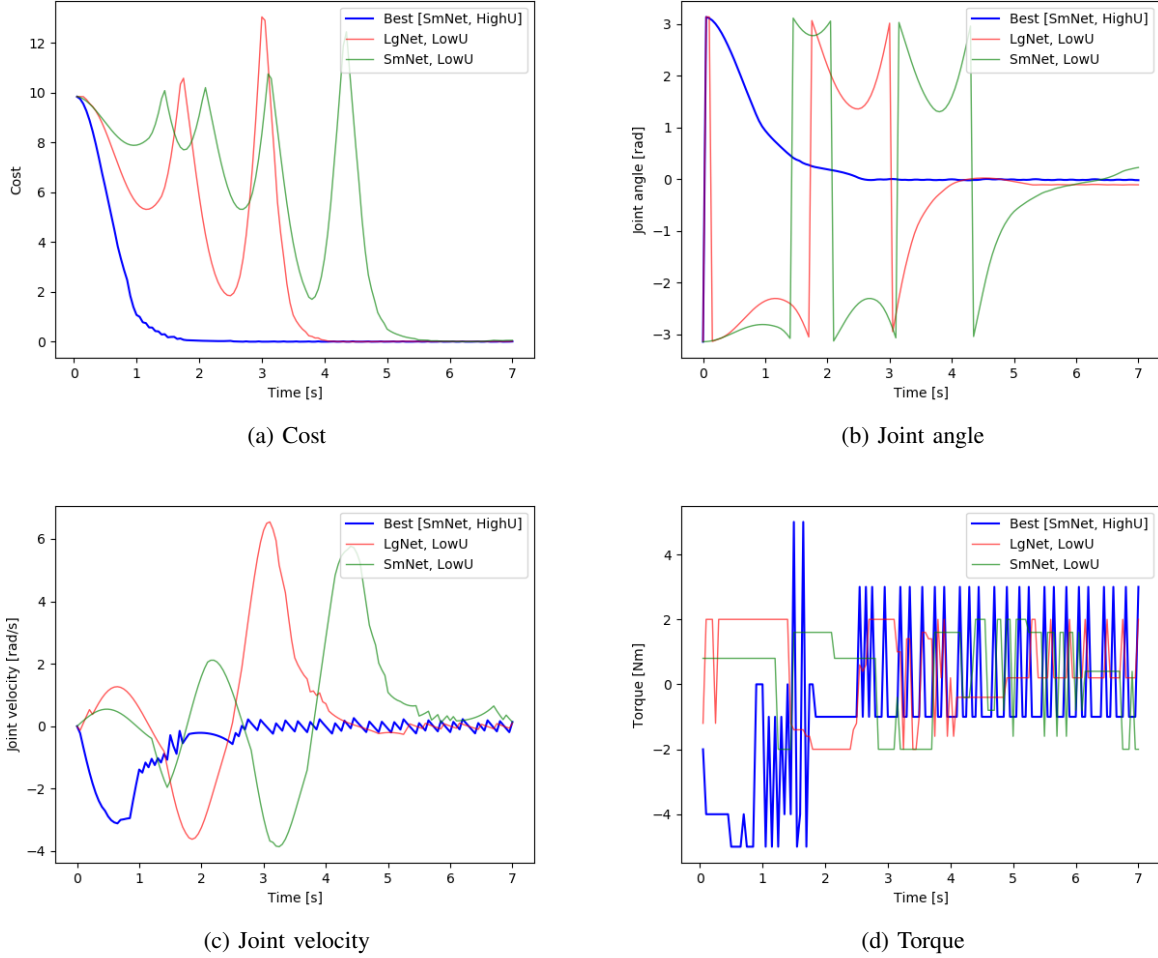 12
10
8
6
4
2
0
Cost
Best [SmNet, HighU]
LgNet, LowU
SmNet, LowU
0 1 2 3 4 5 6 7
Time [s]
(a) Cost
3
2
1
0
−1
−2
−3
Joint angle [rad]
Best [SmNet, HighU]
LgNet, LowU
SmNet, LowU
0 1 2 3 4 5 6 7
Time [s]
(b) Joint angle
6
4
2
0
−2
−4
Joint velocity [rad/s]
Best [SmNet, HighU]
LgNet, LowU
SmNet, LowU
0 1 2 3 4 5 6 7
Time [s]
(c) Joint velocity
4
2
0
−2
−4
Torque [Nm]
Best [SmNet, HighU]
LgNet, LowU
SmNet, LowU
0 1 2 3 4 5 6 7
Time [s]
(d) Torque